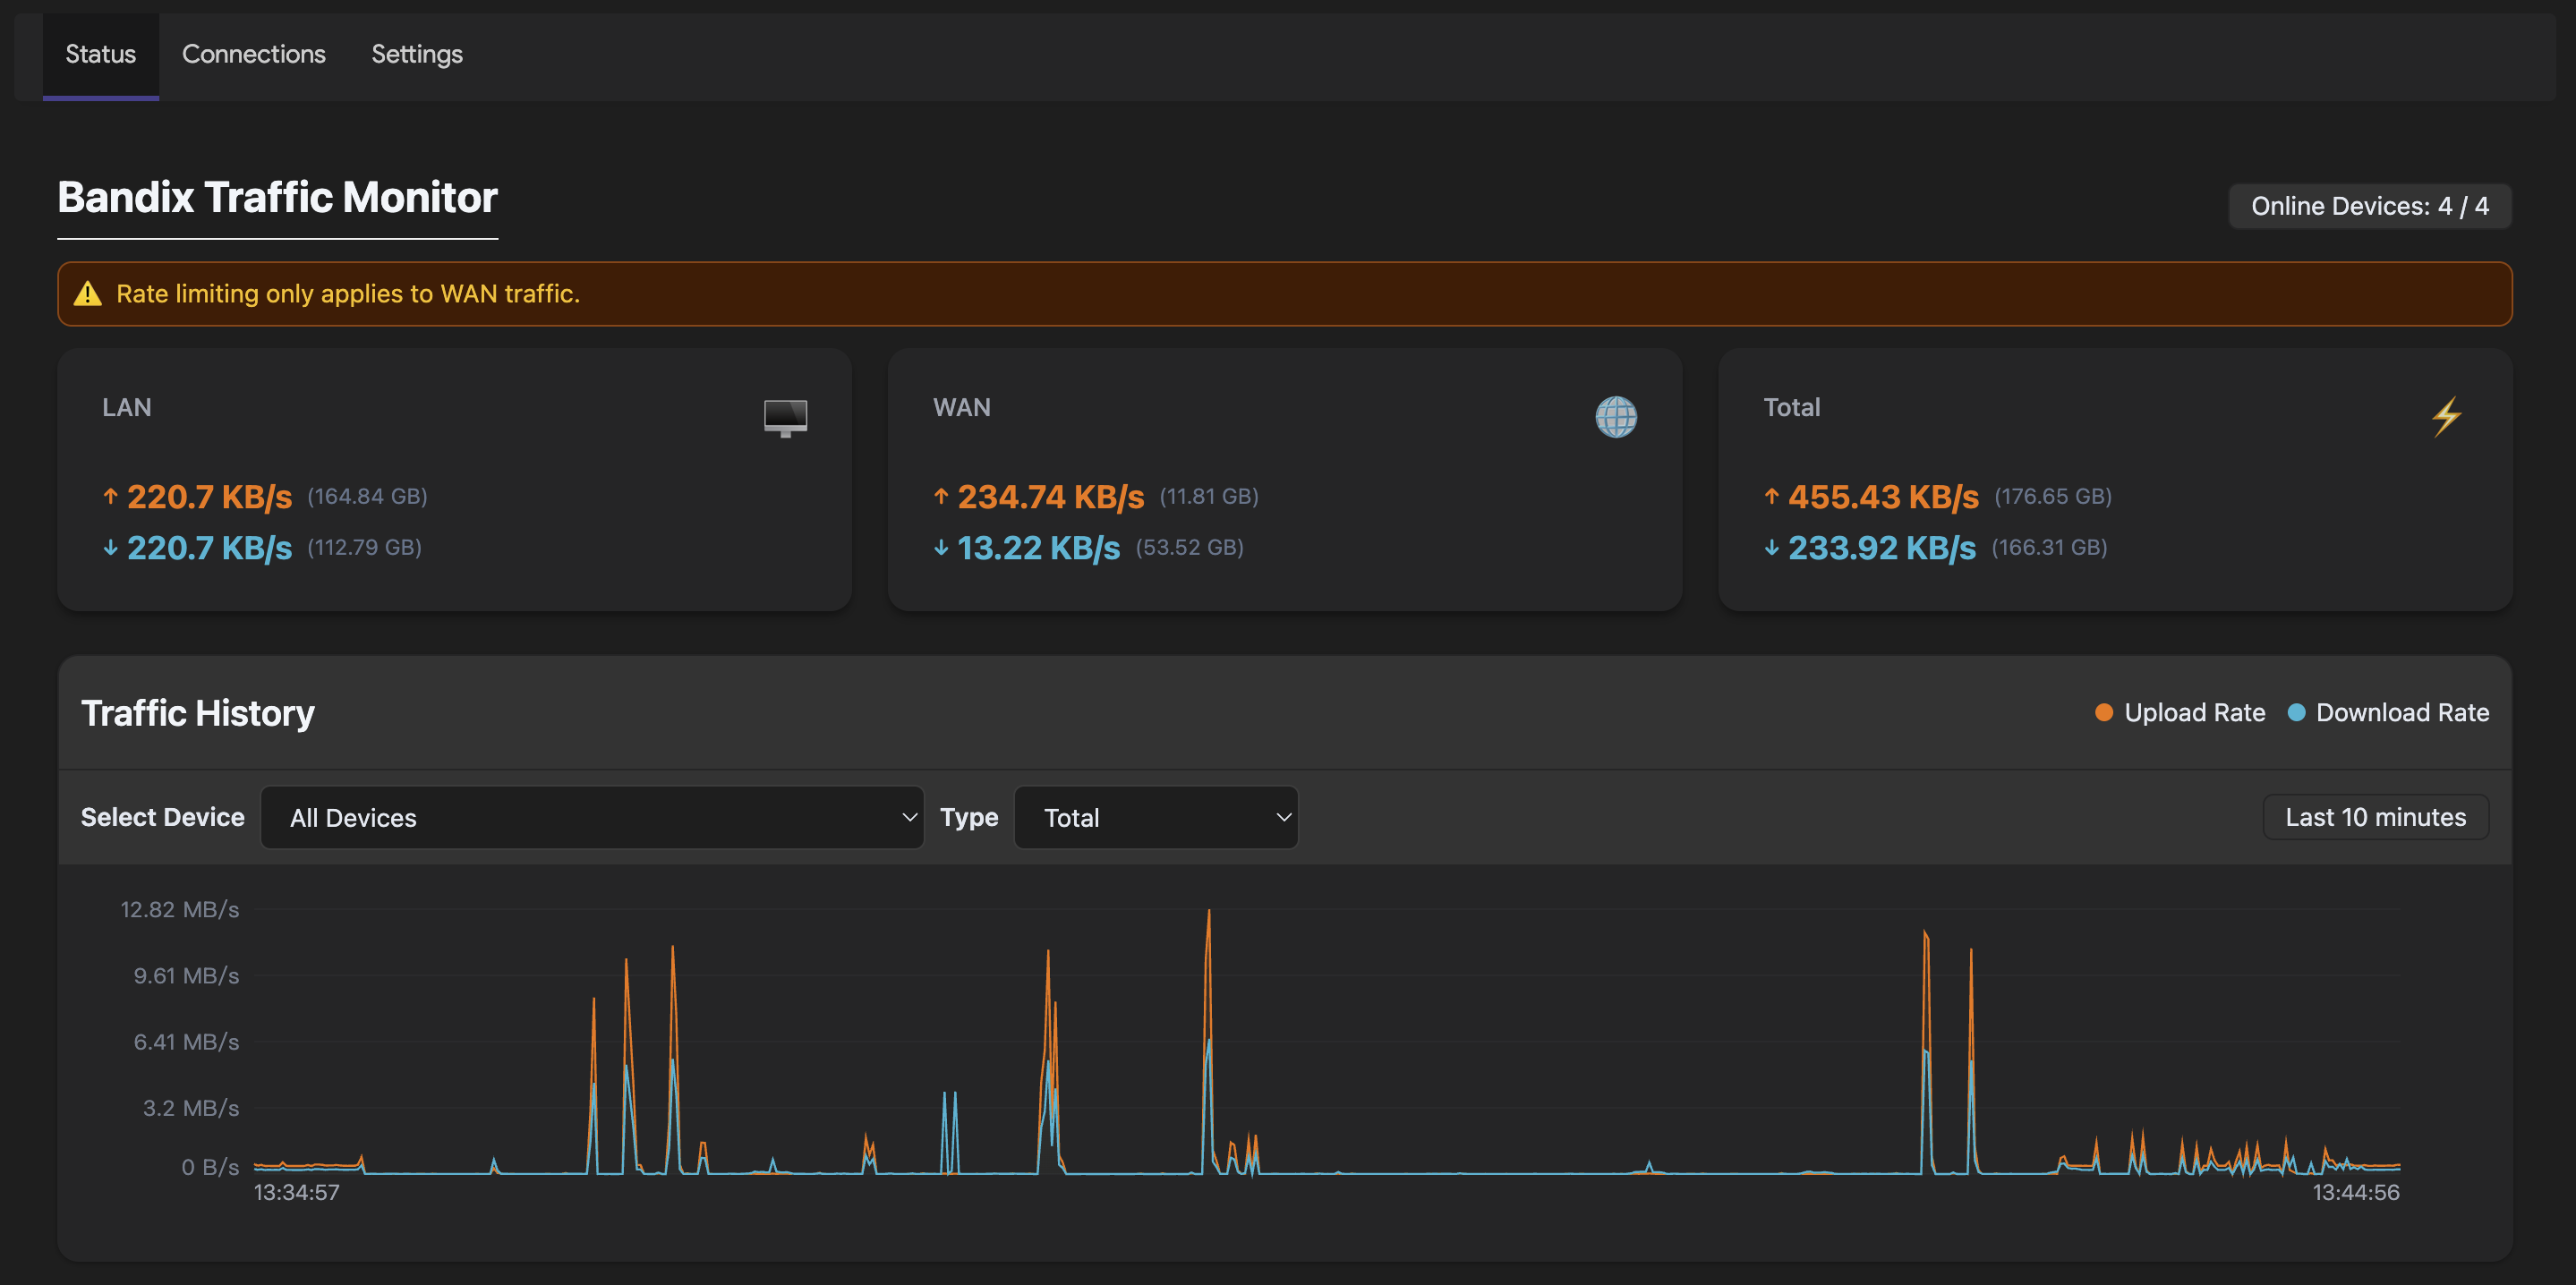 Status Connections Settings
Bandix Traffic Monitor
Online Devices: 4 / 4
Rate limiting only applies to WAN traffic.
LAN
↑ 220.7 KB/s (164.84 GB)
↓ 220.7 KB/s (112.79 GB)
WAN
↑ 234.74 KB/s (11.81 GB)
↓ 13.22 KB/s (53.52 GB)
Total
↑ 455.43 KB/s (176.65 GB)
↓ 233.92 KB/s (166.31 GB)
Traffic History
Upload Rate Download Rate
Select Device All Devices Type Total Last 10 minutes
12.82 MB/s
9.61 MB/s
6.41 MB/s
3.2 MB/s
0 B/s
13:34:57 13:44:56